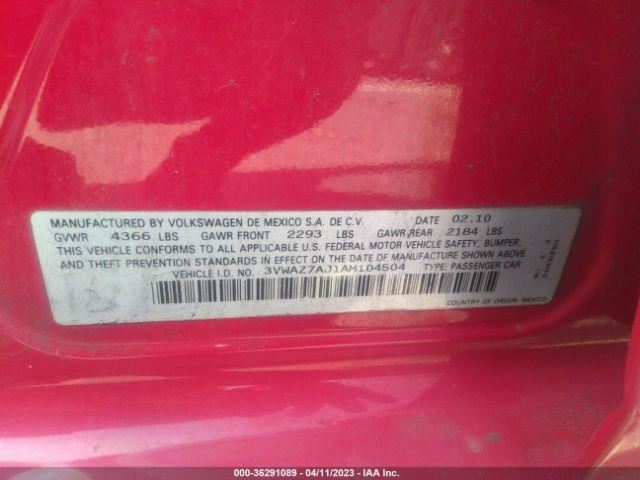 MANUFACTURED BY VOLKSWAGEN DE MEXICO S.A. DE C.V. DATE 02.10
GVWR 4366 LBS GAWR FRONT 2293 LBS GAWR REAR 2184 LBS
THIS VEHICLE CONFORMS TO ALL APPLICABLE U.S. FEDERAL MOTOR VEHICLE SAFETY, BUMPER,
AND THEFT PREVENTION STANDARDS IN EFFECT ON THE DATE OF MANUFACTURE SHOWN ABOVE.
VEHICLE I.D. NO. 3VWAZ7AJ1AM104504 TYPE: PASSENGER CAR
COUNTRY OF ORIGIN: MEXICO
000-36291089 - 04/11/2023 - IAA Inc.